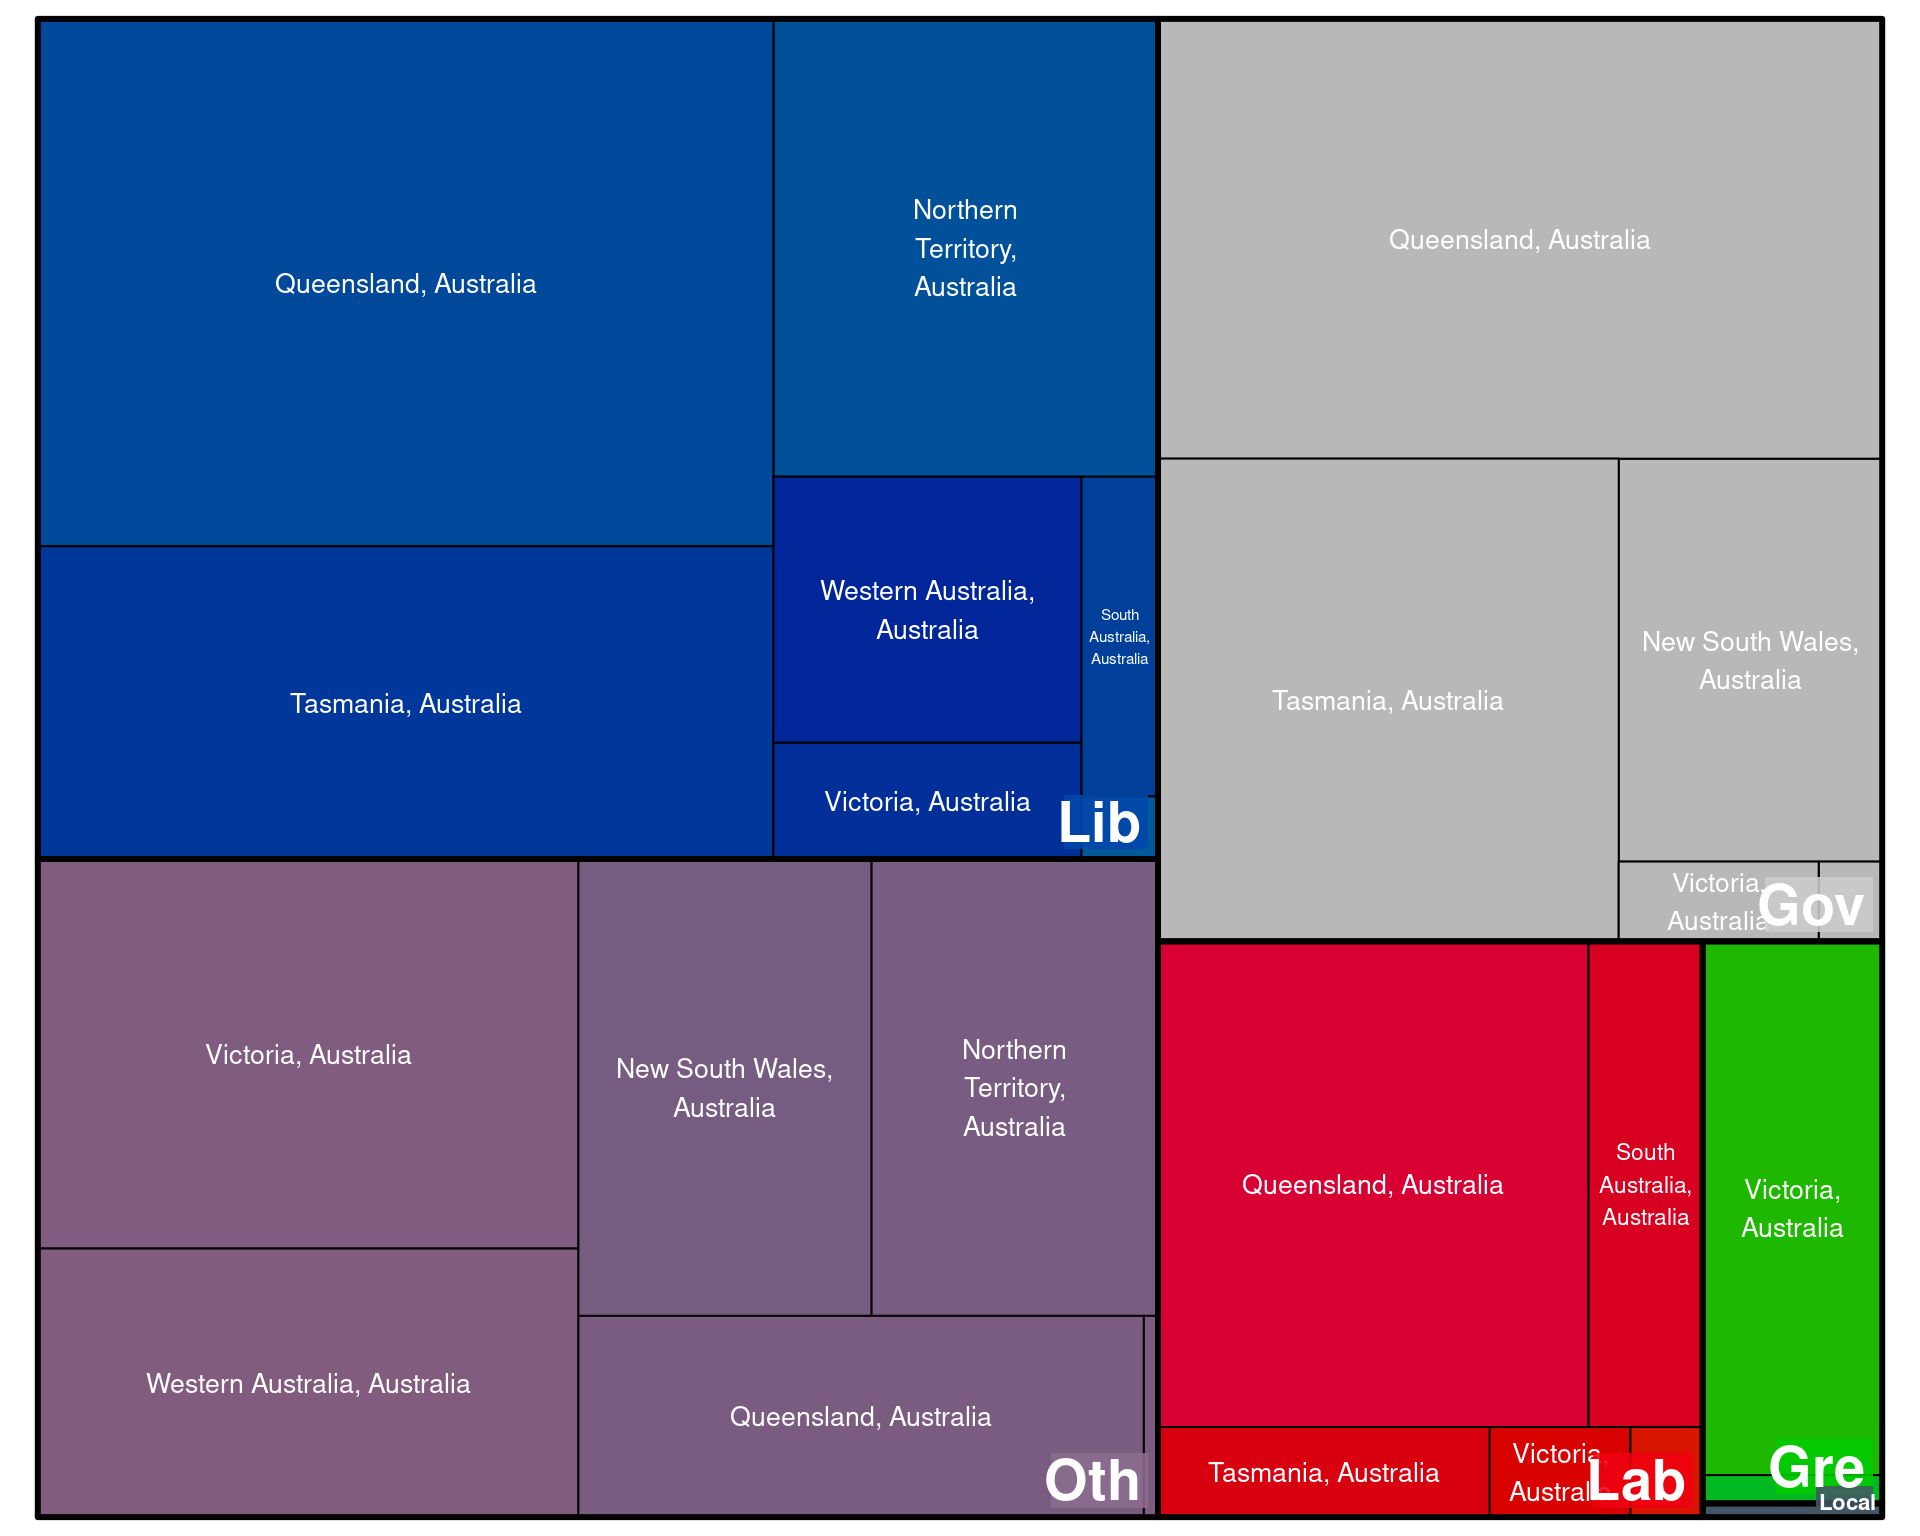 Queensland, Australia
Northern
Territory,
Australia
Tasmania, Australia
Western Australia,
Australia
South
Australia,
Australia
Victoria, Australia
Lib
Queensland, Australia
Tasmania, Australia
New South Wales,
Australia
Victoria,
Australia
Gov
Victoria, Australia
New South Wales,
Australia
Northern
Territory,
Australia
Western Australia, Australia
Queensland, Australia
Oth
Queensland, Australia
South
Australia,
Australia
Tasmania, Australia
Victoria,
Australia
Lab
Victoria,
Australia
Gre
Local